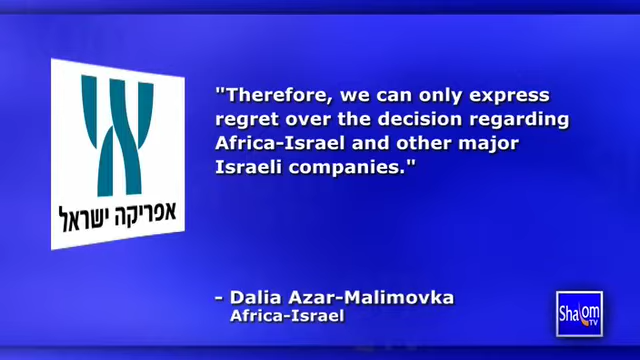 "Therefore, we can only express
regret over the decision regarding
Africa-Israel and other major
Israeli companies."
אפריקה ישראל
- Dalia Azar-Malimovka
Africa-Israel
Shalom
TV